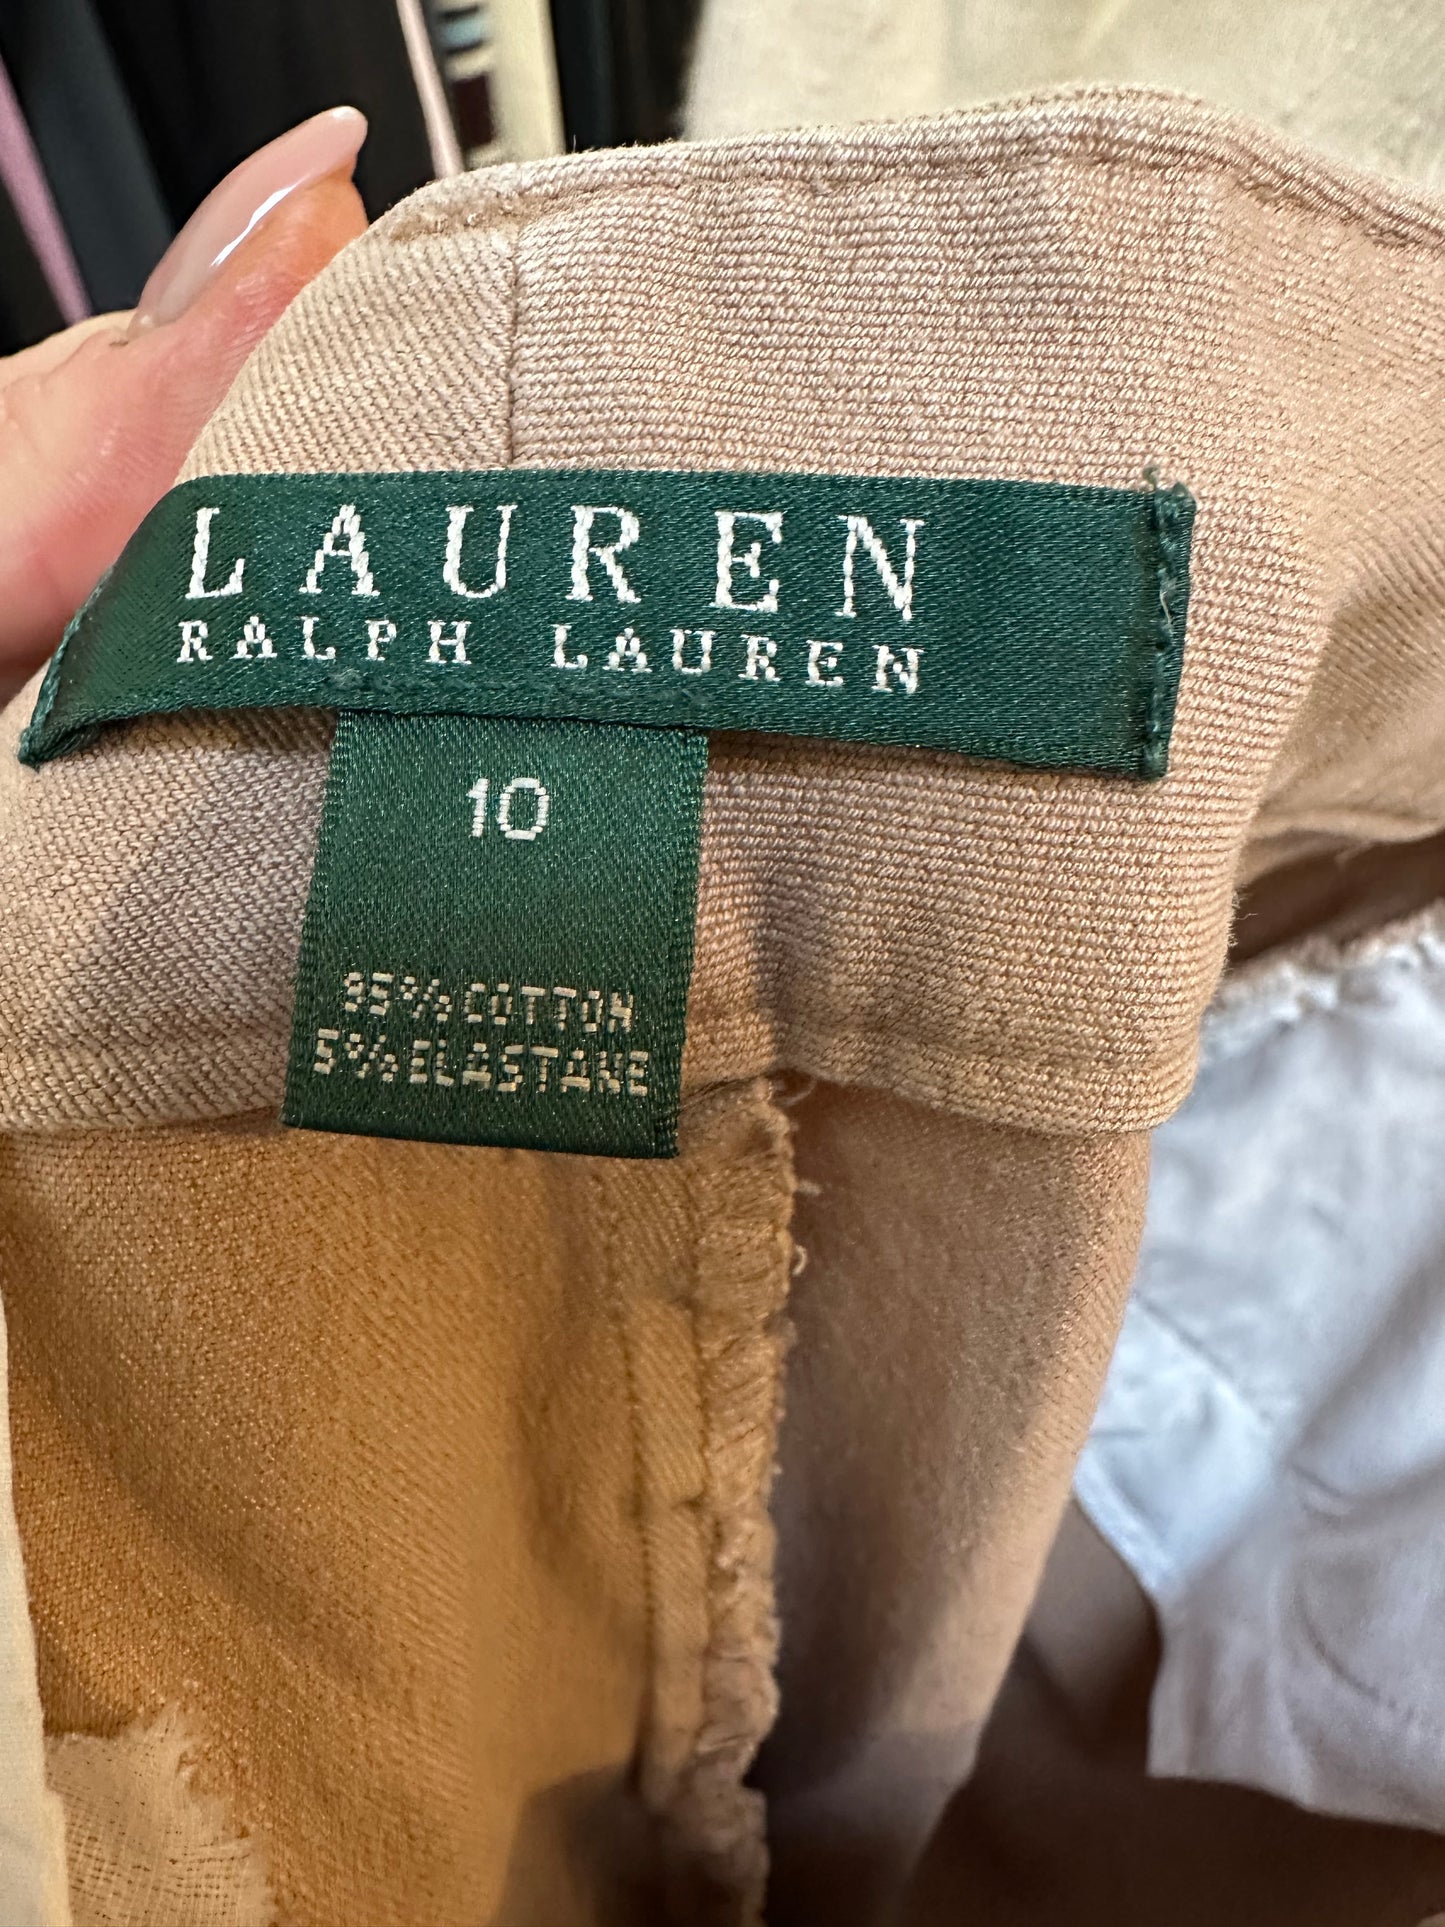 LAUREN
RALPH LAUREN
10
95% COTTON
5% ELASTANE